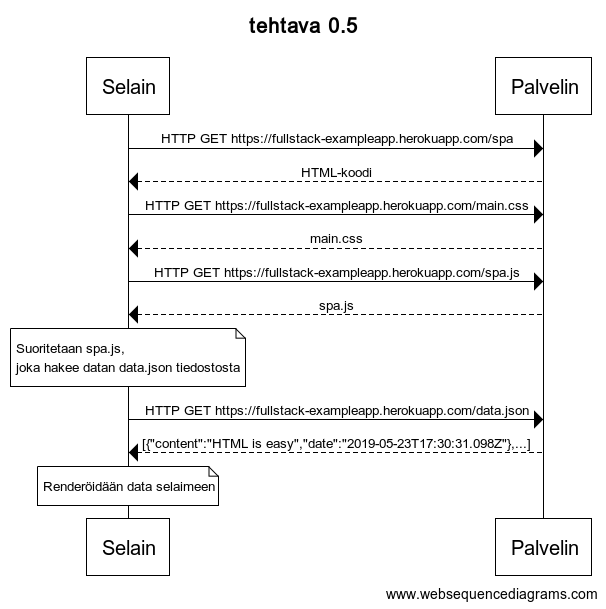 tehtava 0.5
Selain
Palvelin
HTTP GET https://fullstack-exampleapp.herokuapp.com/spa
HTML-koodi
HTTP GET https://fullstack-exampleapp.herokuapp.com/main.css
main.css
HTTP GET https://fullstack-exampleapp.herokuapp.com/spa.js
spa.js
Suoritetaan spa.js,
joka hakee datan data.json tiedostosta
HTTP GET https://fullstack-exampleapp.herokuapp.com/data.json
[{"content":"HTML is easy","date":"2019-05-23T17:30:31.098Z"},...]
Renderöidään data selaimeen
Selain
Palvelin
www.websequencediagrams.com